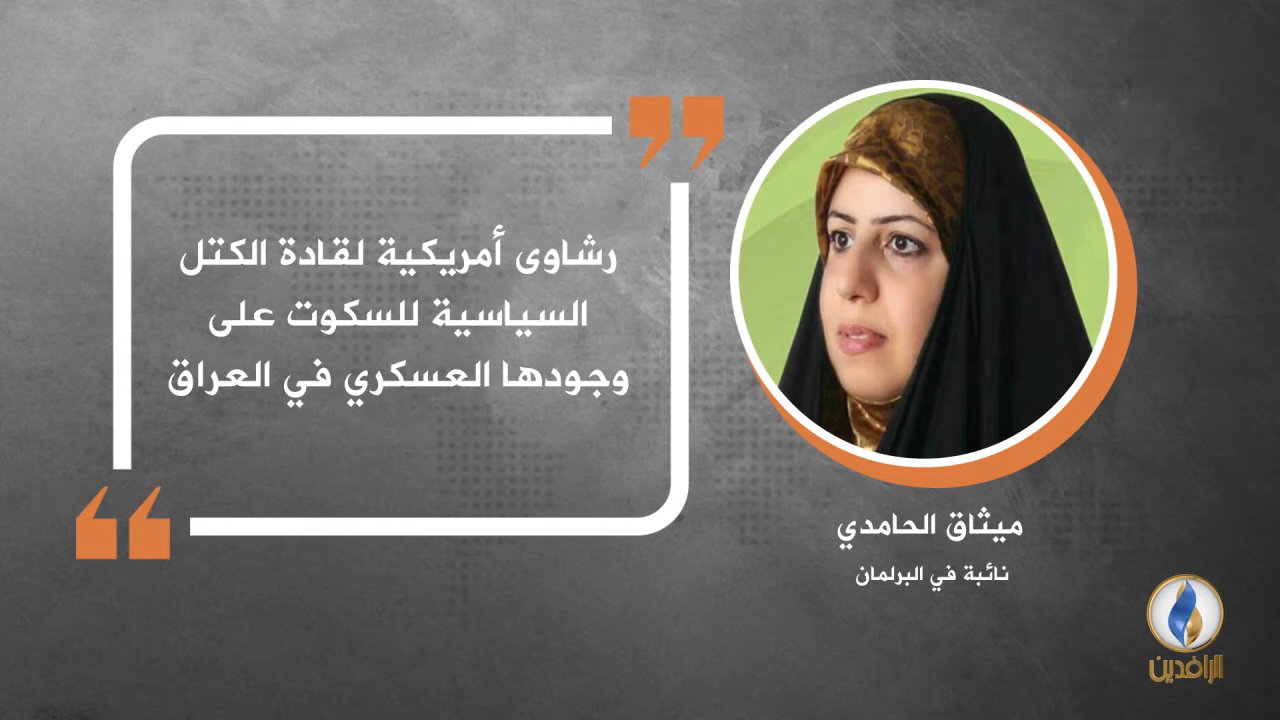 رشاوى أمريكية لقادة الكتل
السياسية للسكوت على
وجودها العسكري في العراق
ميثاق الحامدي
نائبة في البرلمان
الرافدين